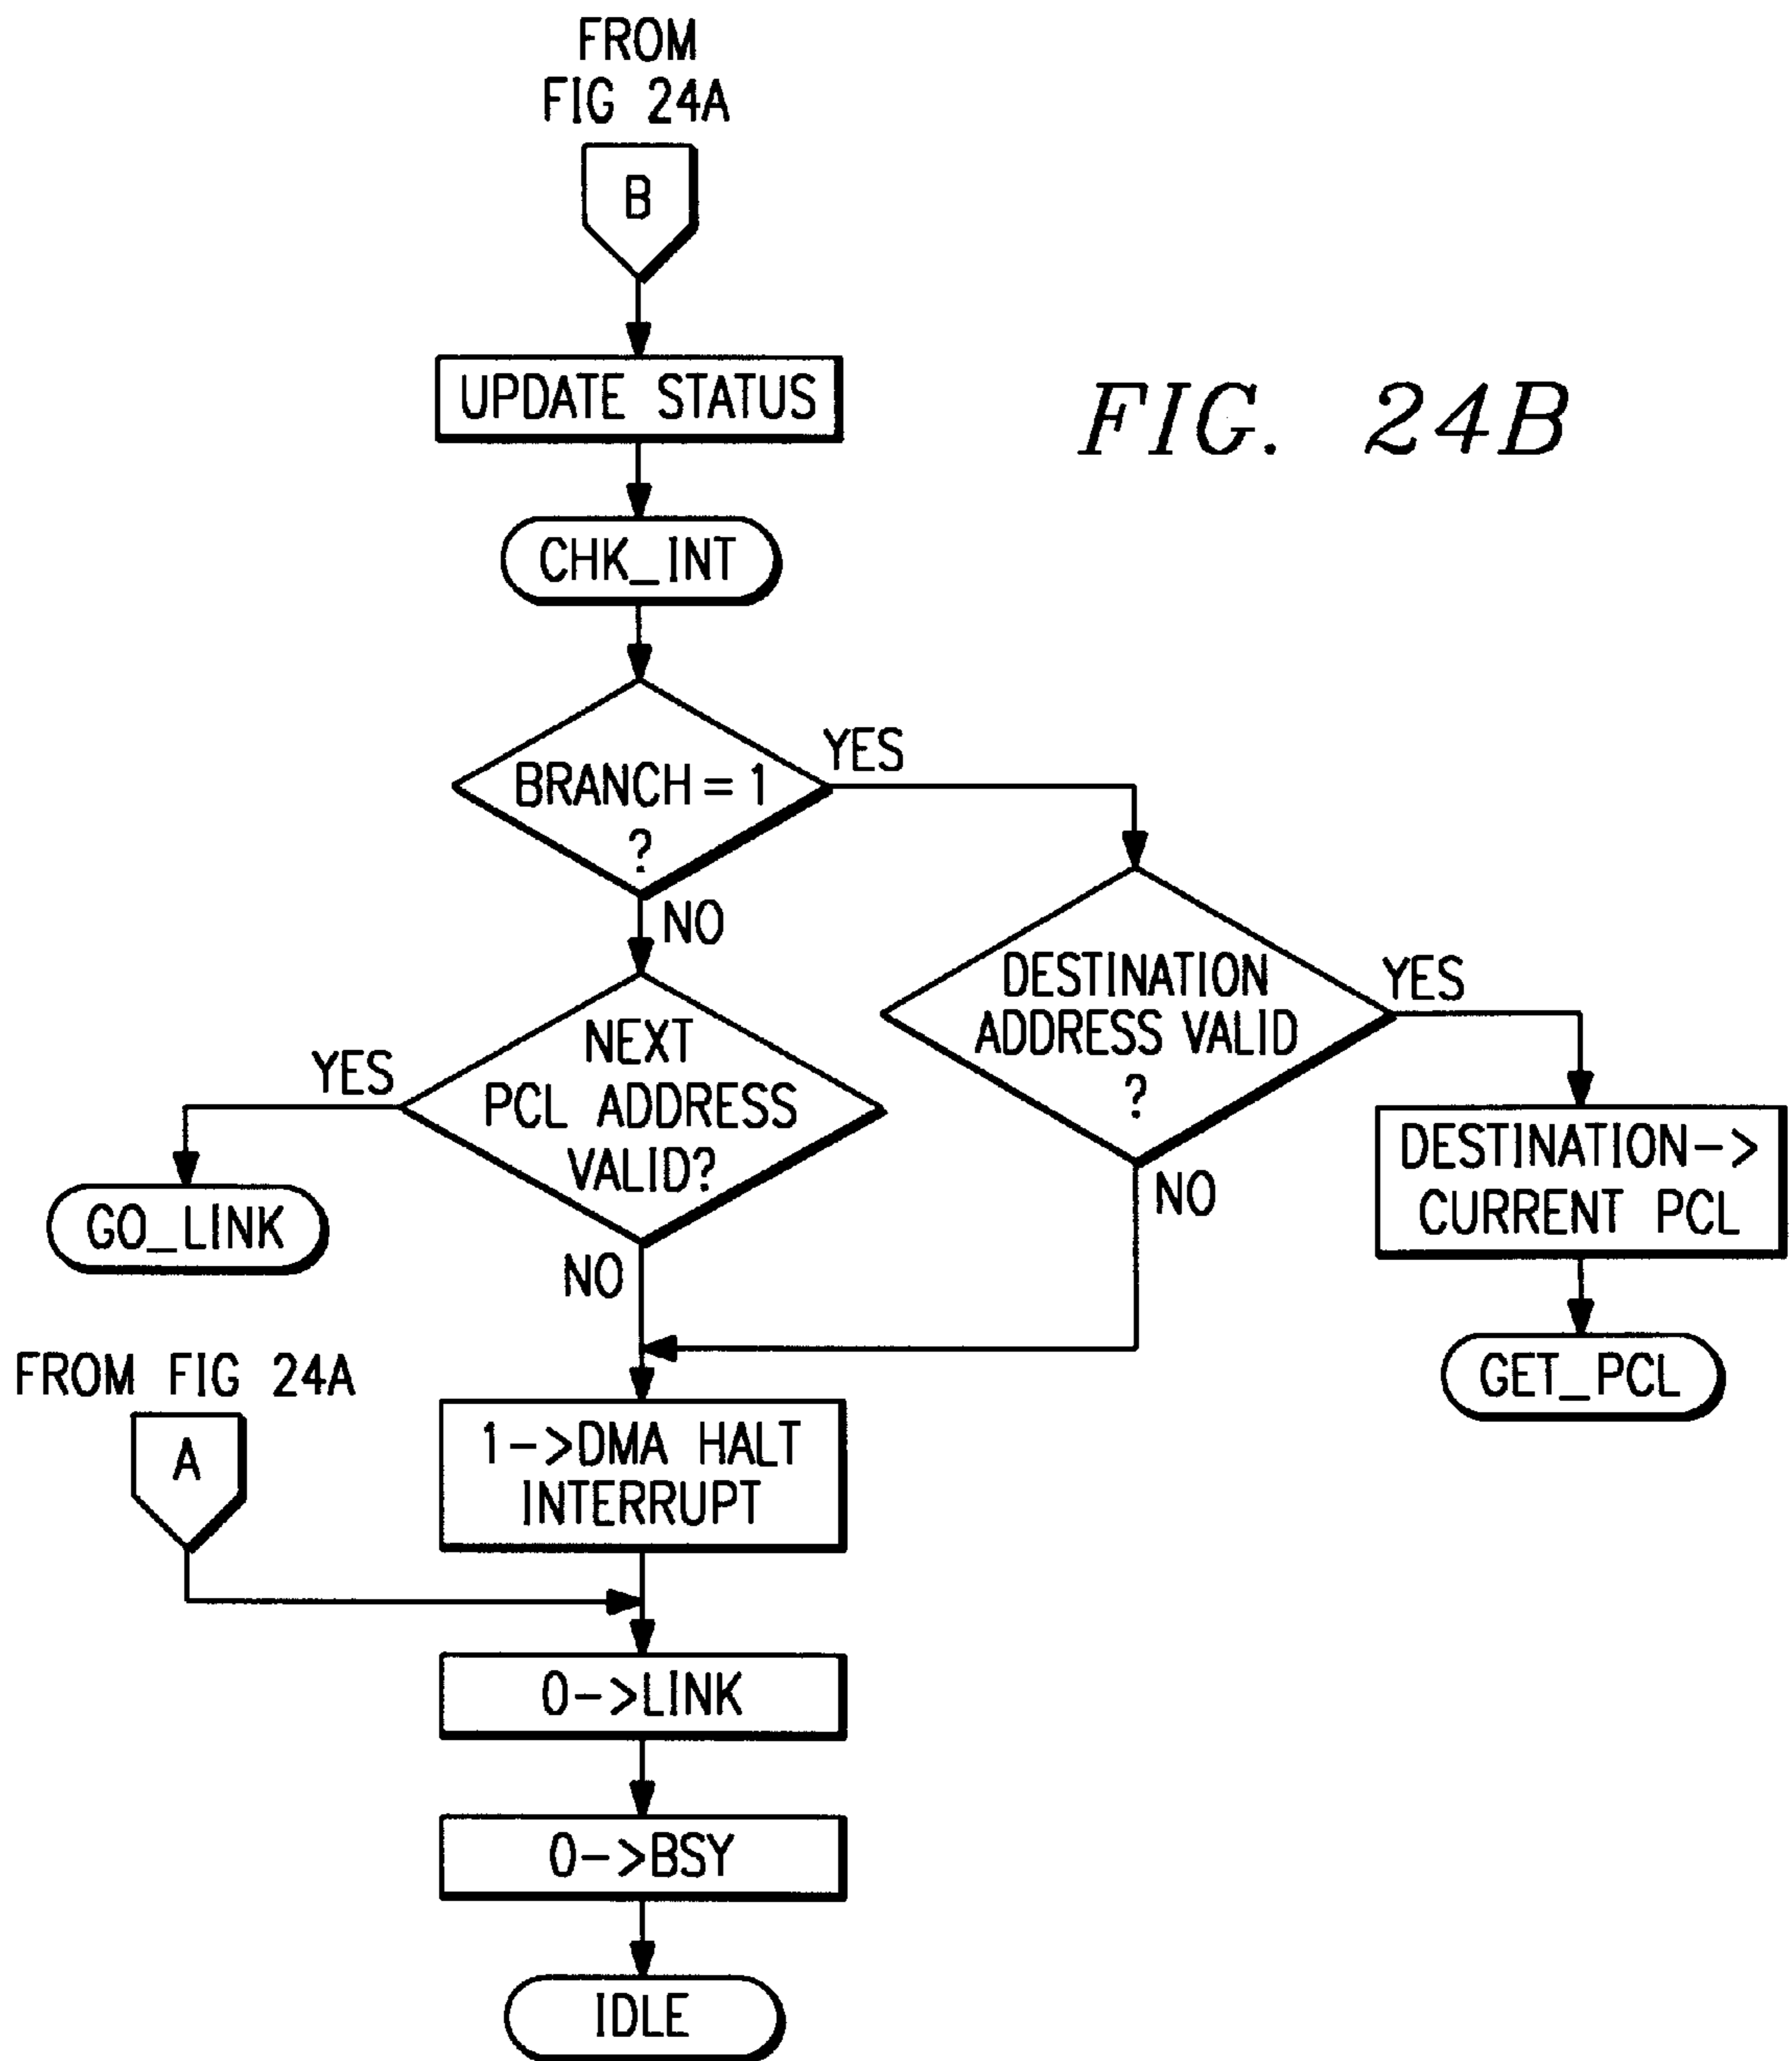 FROM
FIG 24A
B
UPDATE STATUS
FIG. 24B
CHK_INT
BRANCH=1
?
YES
NO
DESTINATION
ADDRESS VALID
?
YES
NO
NEXT
PCL ADDRESS
VALID?
YES
NO
GO_LINK
DESTINATION->
CURRENT PCL
GET_PCL
FROM FIG 24A
A
1->DMA HALT
INTERRUPT
0->LINK
0->BSY
IDLE